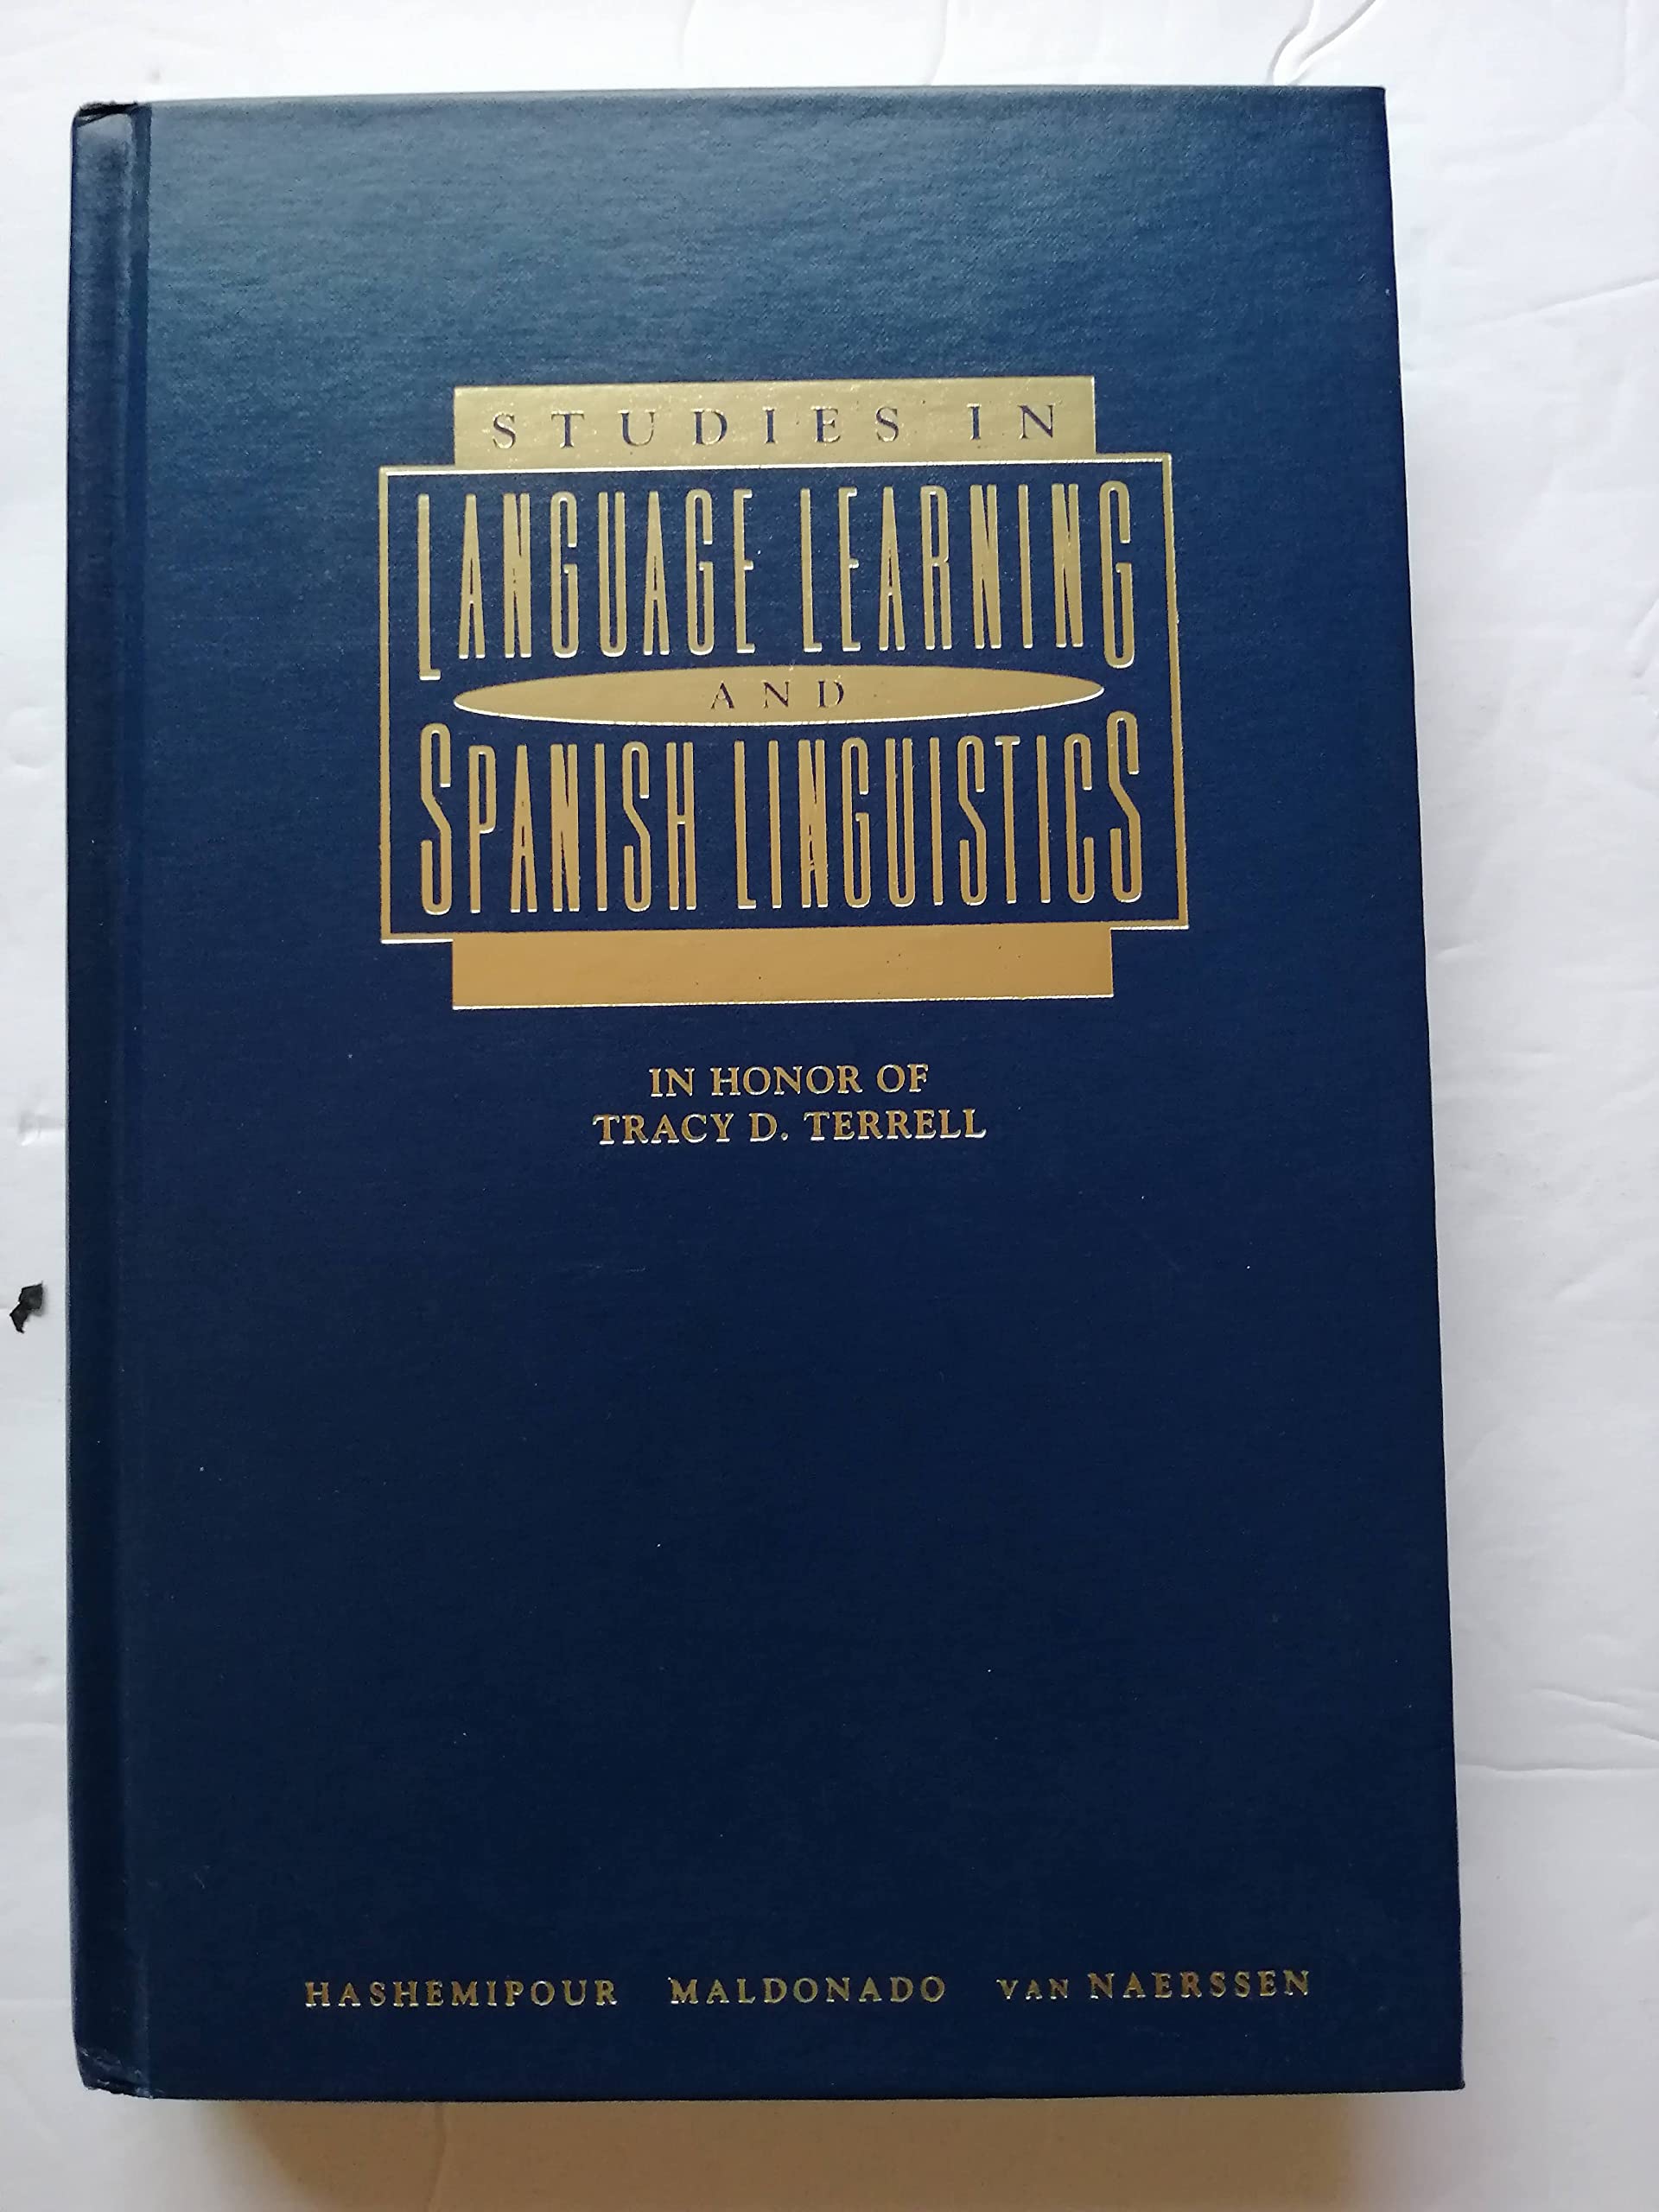 STUDIES IN
LANGUAGE LEARNING
AND
SPANISH LINGUISTICS
IN HONOR OF
TRACY D. TERRELL
HASHEMIPOUR MALDONADO VAN NAERSSEN